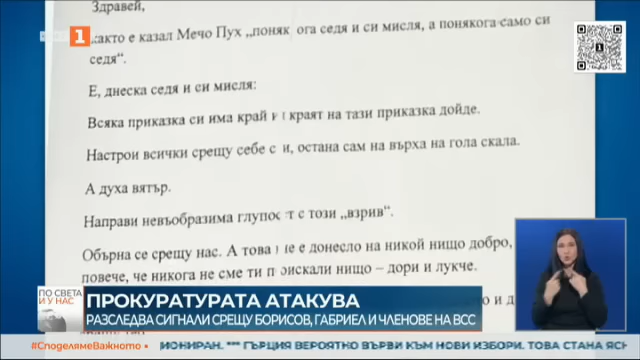 Здравей,
както е казал Мечо Пух „понякога седя и си мисля, а понякога само си
седя“.
Е, днеска седя и си мисля:
Всяка приказка си има край и краят на тази приказка дойде.
Настрои всички срещу себе си, остана сам на върха на гола скала.
А духа вятър.
Направи невъобразима глупост с този „взрив“.
Обърна се срещу нас. А това не е донесло на никой нищо добро,
повече, че никога не сме ти поискали нищо – дори и лукче.
бНТ 1
ПО СВЕТА
И У НАС
ПРОКУРАТУРАТА АТАКУВА
РАЗСЛЕДВА СИГНАЛИ СРЕЩУ БОРИСОВ, ГАБРИЕЛ И ЧЛЕНОВЕ НА ВСС
#СподелямеВажното
ИОНИРАН. *** ГЪРЦИЯ ВЕРОЯТНО ВЪРВИ КЪМ НОВИ ИЗБОРИ. ТОВА СТАНА ЯСН